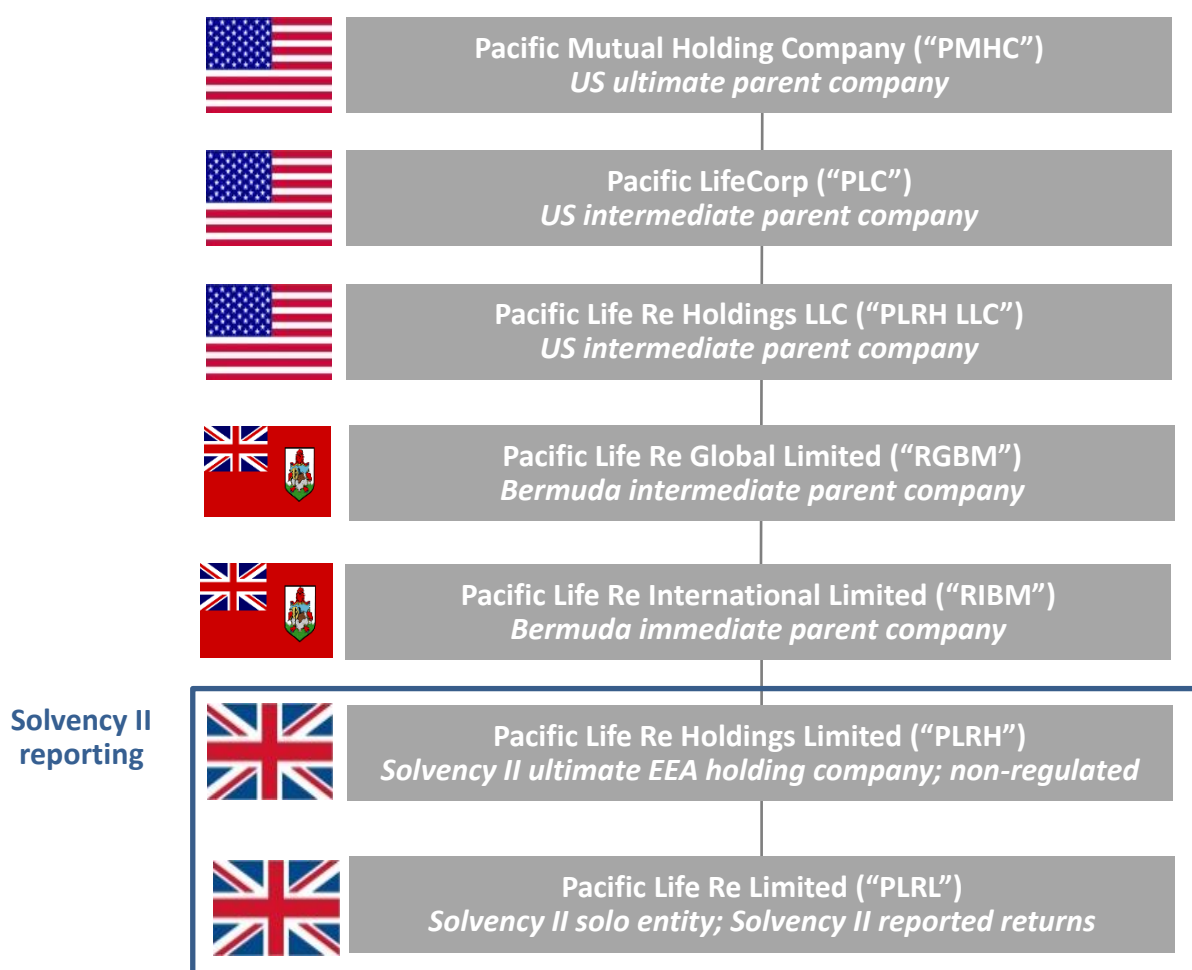 Pacific Mutual Holding Company (“PMHC”)
US ultimate parent company
Pacific LifeCorp (“PLC”)
US intermediate parent company
Pacific Life Re Holdings LLC (“PLRH LLC”)
US intermediate parent company
Pacific Life Re Global Limited (“RGBM”)
Bermuda intermediate parent company
Pacific Life Re International Limited (“RIBM”)
Bermuda immediate parent company
Solvency II
reporting
Pacific Life Re Holdings Limited (“PLRH”)
Solvency II ultimate EEA holding company; non-regulated
Pacific Life Re Limited (“PLRL”)
Solvency II solo entity; Solvency II reported returns